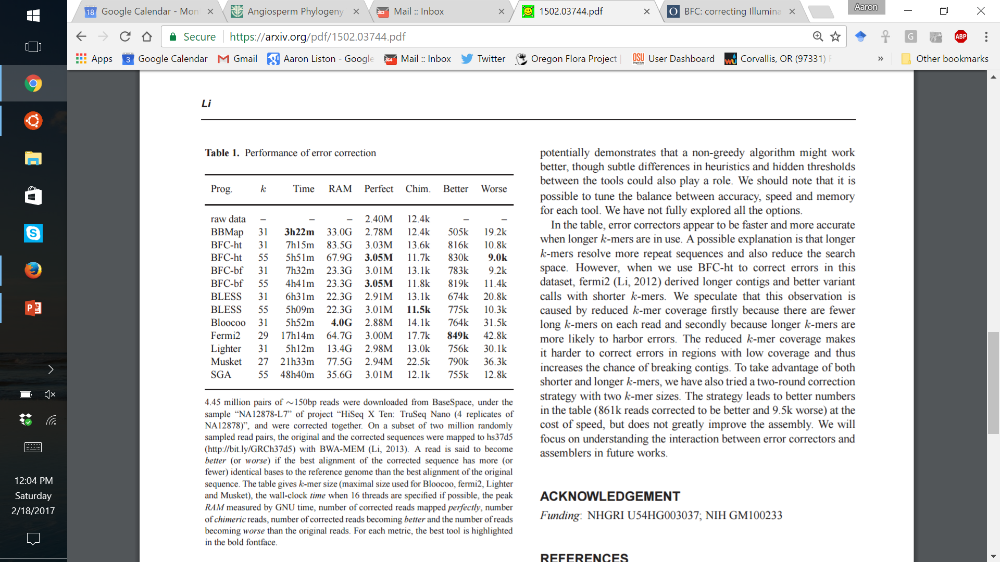 Google Calendar - Mon
Angiosperm Phylogeny
Mail :: Inbox
1502.03744.pdf
BFC: correcting Illumina
Aaron
Secure
https://arxiv.org/pdf/1502.03744.pdf
ABP
Apps
Google Calendar
Gmail
Aaron Liston - Google
Mail :: Inbox
Twitter
Oregon Flora Project
OSU User Dashboard
Corvallis, OR (97331)
»
Other bookmarks
Li
Table 1. Performance of error correction
Prog. k Time RAM Perfect Chim. Better Worse
raw data – – – 2.40M 12.4k – –
BBMap 31 3h22m 33.0G 2.78M 12.4k 505k 19.2k
BFC-ht 31 7h15m 83.5G 3.03M 13.6k 816k 10.8k
BFC-ht 55 5h51m 67.9G 3.05M 11.7k 830k 9.0k
BFC-bf 31 7h32m 23.3G 3.01M 13.1k 783k 9.2k
BFC-bf 55 4h41m 23.3G 3.05M 11.8k 819k 11.4k
BLESS 31 6h31m 22.3G 2.91M 13.1k 674k 20.8k
BLESS 55 5h09m 22.3G 3.01M 11.5k 775k 10.3k
Bloocoo 31 5h52m 4.0G 2.88M 14.1k 764k 31.5k
Fermi2 29 17h14m 64.7G 3.00M 17.7k 849k 42.8k
Lighter 31 5h12m 13.4G 2.98M 13.0k 756k 30.1k
Musket 27 21h33m 77.5G 2.94M 22.5k 790k 36.3k
SGA 55 48h40m 35.6G 3.01M 12.1k 755k 12.8k
4.45 million pairs of ∼150bp reads were downloaded from BaseSpace, under the
sample “NA12878-L7” of project “HiSeq X Ten: TruSeq Nano (4 replicates of
NA12878)”, and were corrected together. On a subset of two million randomly
sampled read pairs, the original and the corrected sequences were mapped to hs37d5
(http://bit.ly/GRCh37d5) with BWA-MEM (Li, 2013). A read is said to become
better (or worse) if the best alignment of the corrected sequence has more (or
fewer) identical bases to the reference genome than the best alignment of the original
sequence. The table gives k-mer size (maximal size used for Bloocoo, fermi2, Lighter
and Musket), the wall-clock time when 16 threads are specified if possible, the peak
RAM measured by GNU time, number of corrected reads mapped perfectly, number
of chimeric reads, number of corrected reads becoming better and the number of reads
becoming worse than the original reads. For each metric, the best tool is highlighted
in the bold fontface.
potentially demonstrates that a non-greedy algorithm might work
better, though subtle differences in heuristics and hidden thresholds
between the tools could also play a role. We should note that it is
possible to tune the balance between accuracy, speed and memory
for each tool. We have not fully explored all the options.
In the table, error correctors appear to be faster and more accurate
when longer k-mers are in use. A possible explanation is that longer
k-mers resolve more repeat sequences and also reduce the search
space. However, when we use BFC-ht to correct errors in this
dataset, fermi2 (Li, 2012) derived longer contigs and better variant
calls with shorter k-mers. We speculate that this observation is
caused by reduced k-mer coverage firstly because there are fewer
long k-mers on each read and secondly because longer k-mers are
more likely to harbor errors. The reduced k-mer coverage makes
it harder to correct errors in regions with low coverage and thus
increases the chance of breaking contigs. To take advantage of both
shorter and longer k-mers, we have also tried a two-round correction
strategy with two k-mer sizes. The strategy leads to better numbers
in the table (861k reads corrected to be better and 9.5k worse) at the
cost of speed, but does not greatly improve the assembly. We will
focus on understanding the interaction between error correctors and
assemblers in future works.
ACKNOWLEDGEMENT
Funding: NHGRI U54HG003037; NIH GM100233
REFERENCES
12:04 PM
Saturday
2/18/2017